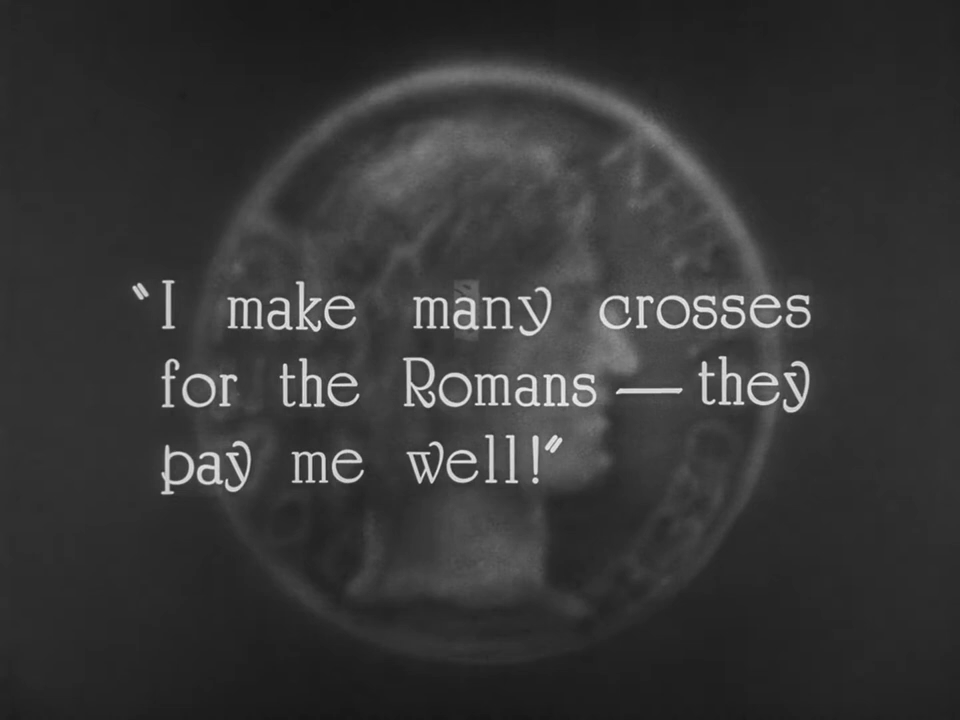 "I make many crosses
for the Romans — they
pay me well!"